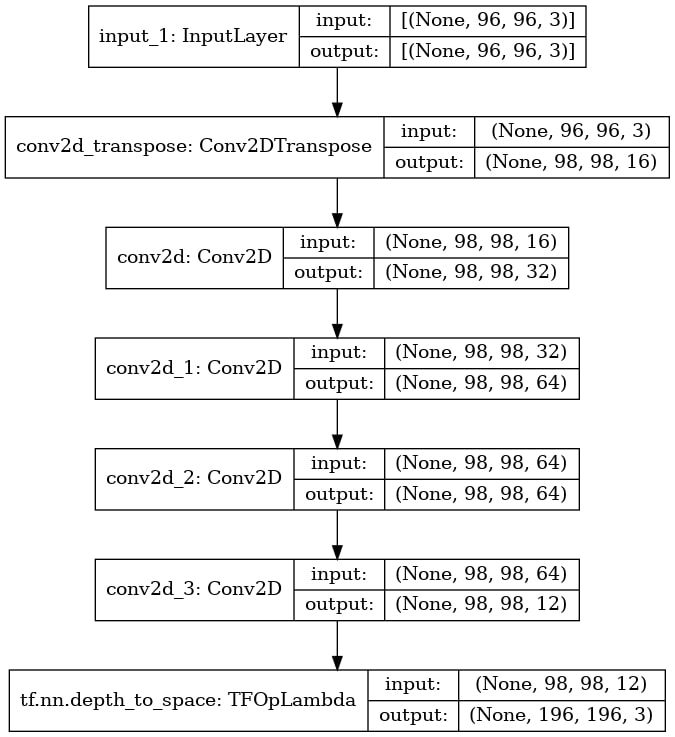 input_1: InputLayer
input: [(None, 96, 96, 3)]
output: [(None, 96, 96, 3)]
conv2d_transpose: Conv2DTranspose
input: (None, 96, 96, 3)
output: (None, 98, 98, 16)
conv2d: Conv2D
input: (None, 98, 98, 16)
output: (None, 98, 98, 32)
conv2d_1: Conv2D
input: (None, 98, 98, 32)
output: (None, 98, 98, 64)
conv2d_2: Conv2D
input: (None, 98, 98, 64)
output: (None, 98, 98, 64)
conv2d_3: Conv2D
input: (None, 98, 98, 64)
output: (None, 98, 98, 12)
tf.nn.depth_to_space: TFOpLambda
input: (None, 98, 98, 12)
output: (None, 196, 196, 3)